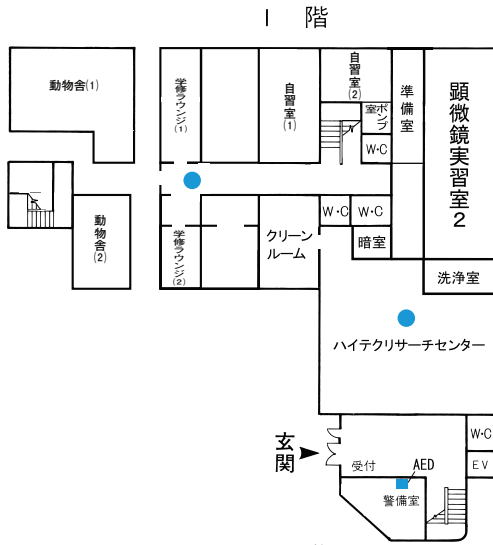 1 階
動物舎(1)
学修ラウンジ(1)
自習室(1)
自習室(2)
ポンプ室
W・C
準備室
顕微鏡実習室2
動物舎(2)
学修ラウンジ(2)
クリーン
ルーム
W・C
W・C
暗室
洗浄室
ハイテクリサーチセンター
玄関
受付
AED
警備室
W・C
EV